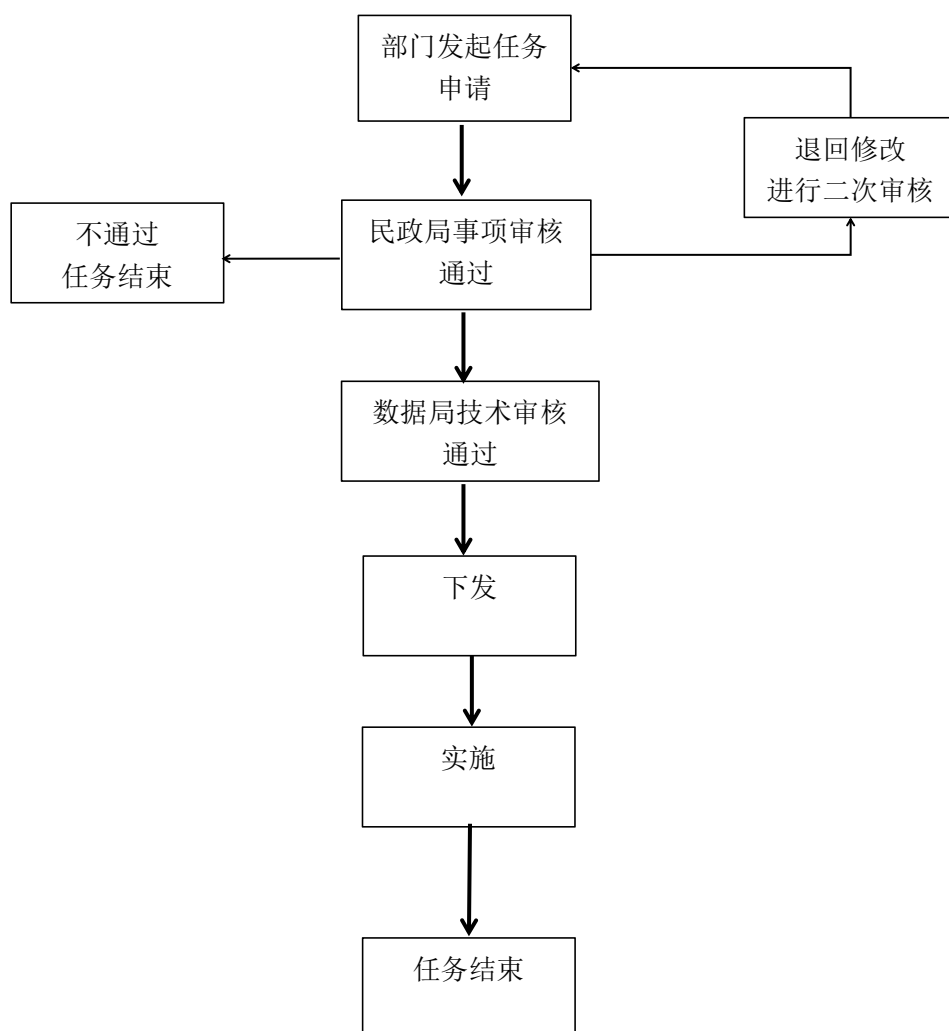 部门发起任务
申请
退回修改
进行二次审核
民政局事项审核
通过
不通过
任务结束
数据局技术审核
通过
下发
实施
任务结束